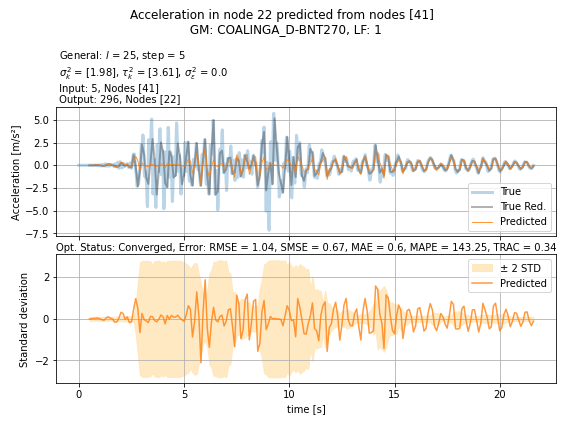 Acceleration in node 22 predicted from nodes [41]
GM: COALINGA_D-BNT270, LF: 1
General: l = 25, step = 5
σ²ₖ = [1.98], τ²ₖ = [3.61], σ²ε = 0.0
Input: 5, Nodes [41]
Output: 296, Nodes [22]
Acceleration [m/s²]
5.0
2.5
0.0
−2.5
−5.0
−7.5
True
True Red.
Predicted
Opt. Status: Converged, Error: RMSE = 1.04, SMSE = 0.67, MAE = 0.6, MAPE = 143.25, TRAC = 0.34
Standard deviation
2
0
−2
± 2 STD
Predicted
0
5
10
15
20
time [s]